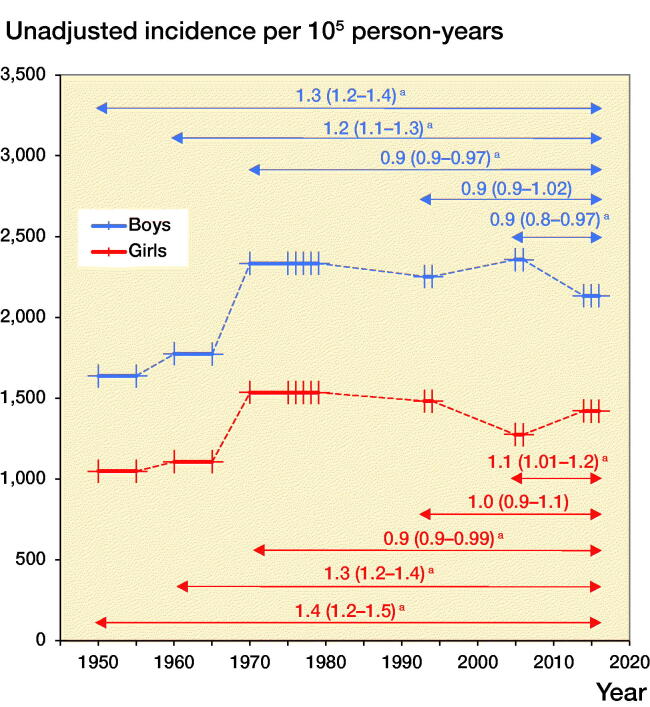 Unadjusted incidence per 10⁵ person-years
3,500
1.3 (1.2–1.4) ª
1.2 (1.1–1.3) ª
3,000
0.9 (0.9–0.97) ª
0.9 (0.9–1.02)
0.9 (0.8–0.97) ª
Boys
2,500
Girls
2,000
1,500
1.1 (1.01–1.2) ª
1,000
1.0 (0.9–1.1)
0.9 (0.9–0.99) ª
500
1.3 (1.2–1.4) ª
1.4 (1.2–1.5) ª
0
1950 1960 1970 1980 1990 2000 2010 2020
Year